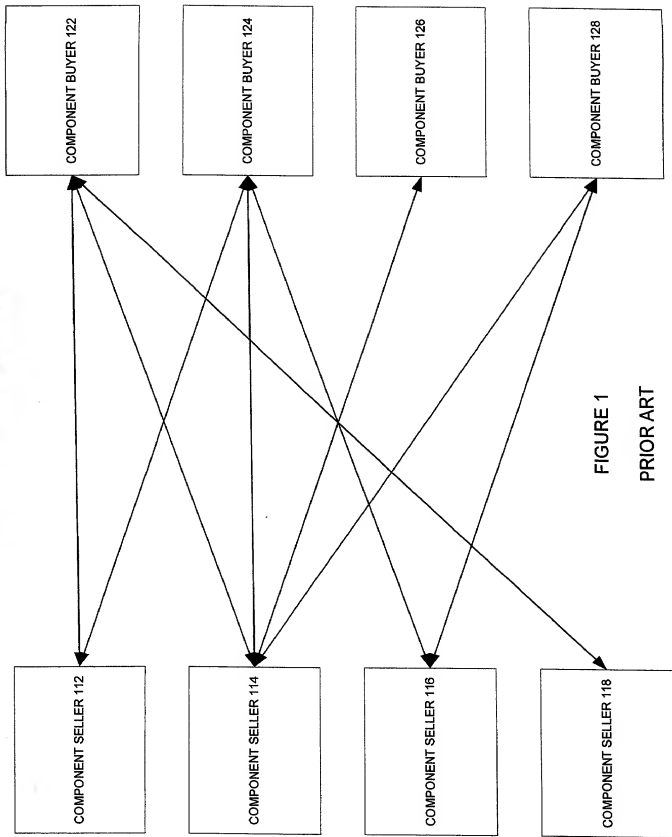 COMPONENT BUYER 122
COMPONENT BUYER 124
COMPONENT BUYER 126
COMPONENT BUYER 128
COMPONENT SELLER 112
COMPONENT SELLER 114
COMPONENT SELLER 116
COMPONENT SELLER 118
FIGURE 1
PRIOR ART